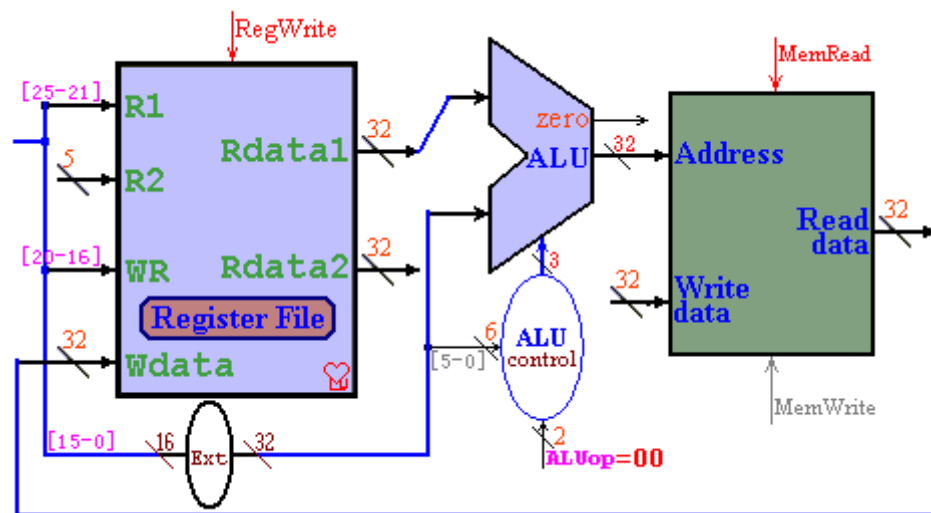 RegWrite
MemRead
[25-21]
R1
zero
32
Rdata1
ALU
32
Address
5
R2
Read
data
32
[20-16]
WR
Rdata2
32
3
32
Write
data
Register File
ALU
control
6
[5-0]
32
Wdata
MemWrite
[15-0]
16
Ext
32
2
ALUop=00